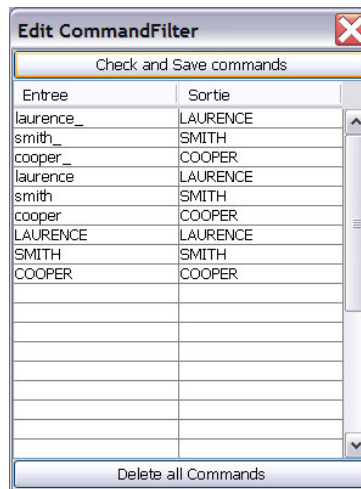 Edit CommandFilter
Check and Save commands
Entree Sortie
laurence_ LAURENCE
smith_ SMITH
cooper_ COOPER
laurence LAURENCE
smith SMITH
cooper COOPER
LAURENCE LAURENCE
SMITH SMITH
COOPER COOPER
Delete all Commands